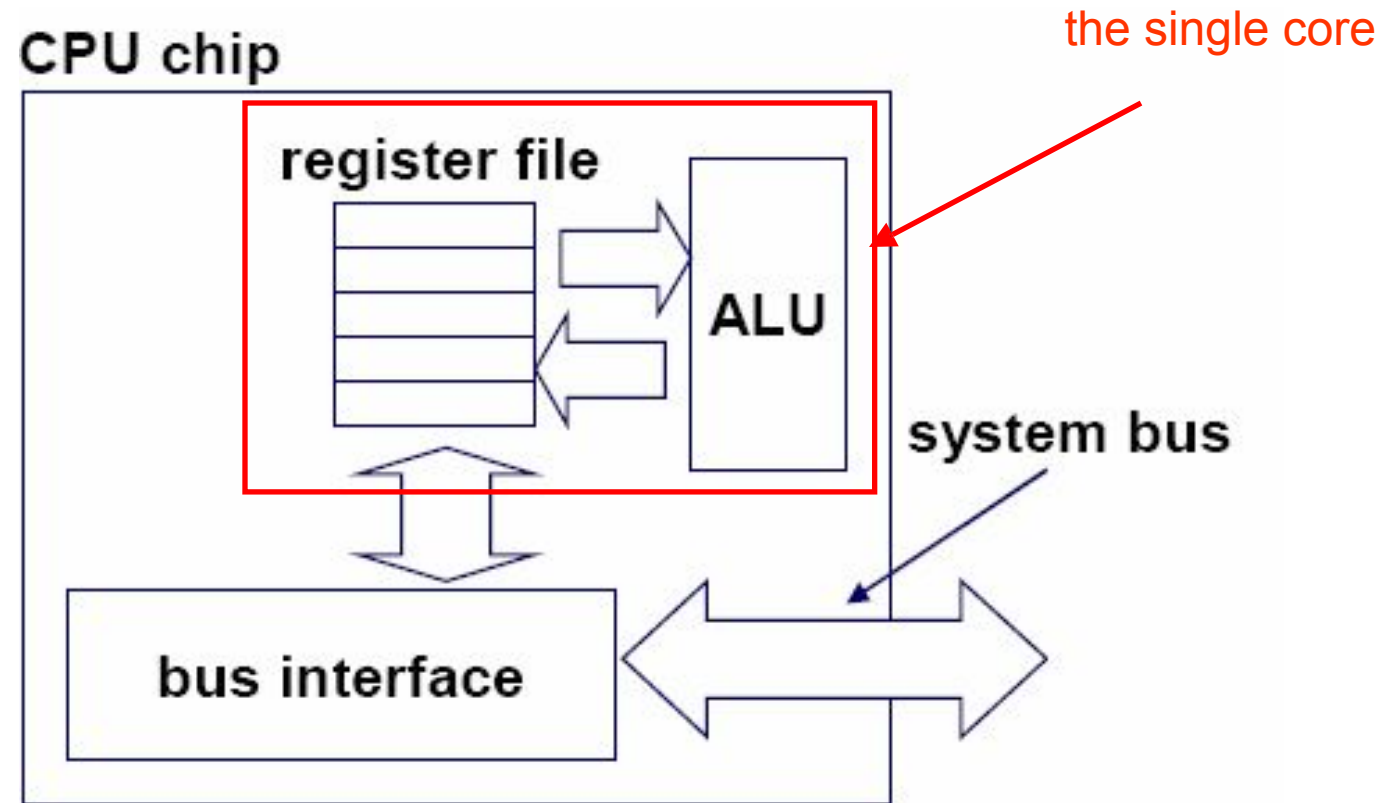 the single core
CPU chip
register file
ALU
system bus
bus interface